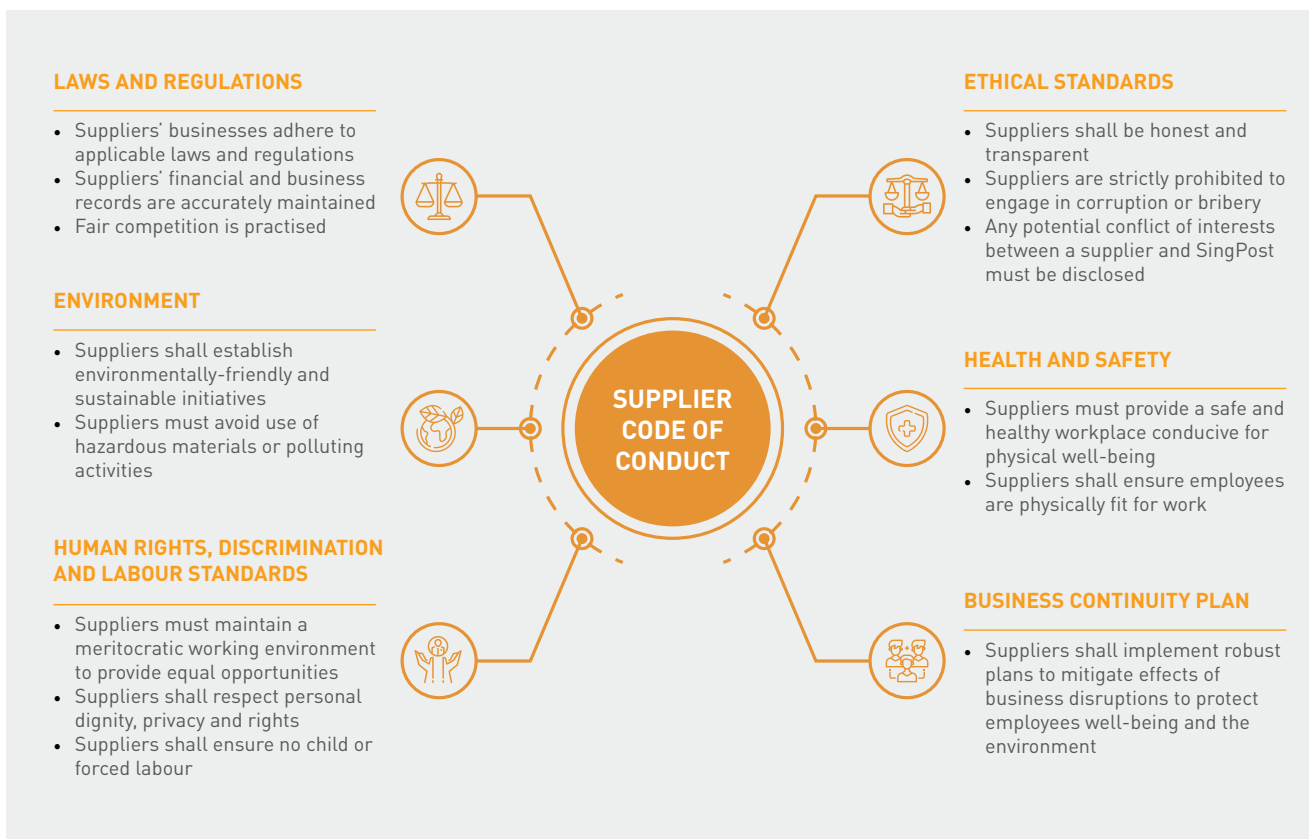 LAWS AND REGULATIONS
• Suppliers' businesses adhere to
applicable laws and regulations
• Suppliers' financial and business
records are accurately maintained
• Fair competition is practised
ENVIRONMENT
• Suppliers shall establish
environmentally-friendly and
sustainable initiatives
• Suppliers must avoid use of
hazardous materials or polluting
activities
HUMAN RIGHTS, DISCRIMINATION
AND LABOUR STANDARDS
• Suppliers must maintain a
meritocratic working environment
to provide equal opportunities
• Suppliers shall respect personal
dignity, privacy and rights
• Suppliers shall ensure no child or
forced labour
SUPPLIER
CODE OF
CONDUCT
ETHICAL STANDARDS
• Suppliers shall be honest and
transparent
• Suppliers are strictly prohibited to
engage in corruption or bribery
• Any potential conflict of interests
between a supplier and SingPost
must be disclosed
HEALTH AND SAFETY
• Suppliers must provide a safe and
healthy workplace conducive for
physical well-being
• Suppliers shall ensure employees
are physically fit for work
BUSINESS CONTINUITY PLAN
• Suppliers shall implement robust
plans to mitigate effects of
business disruptions to protect
employees well-being and the
environment